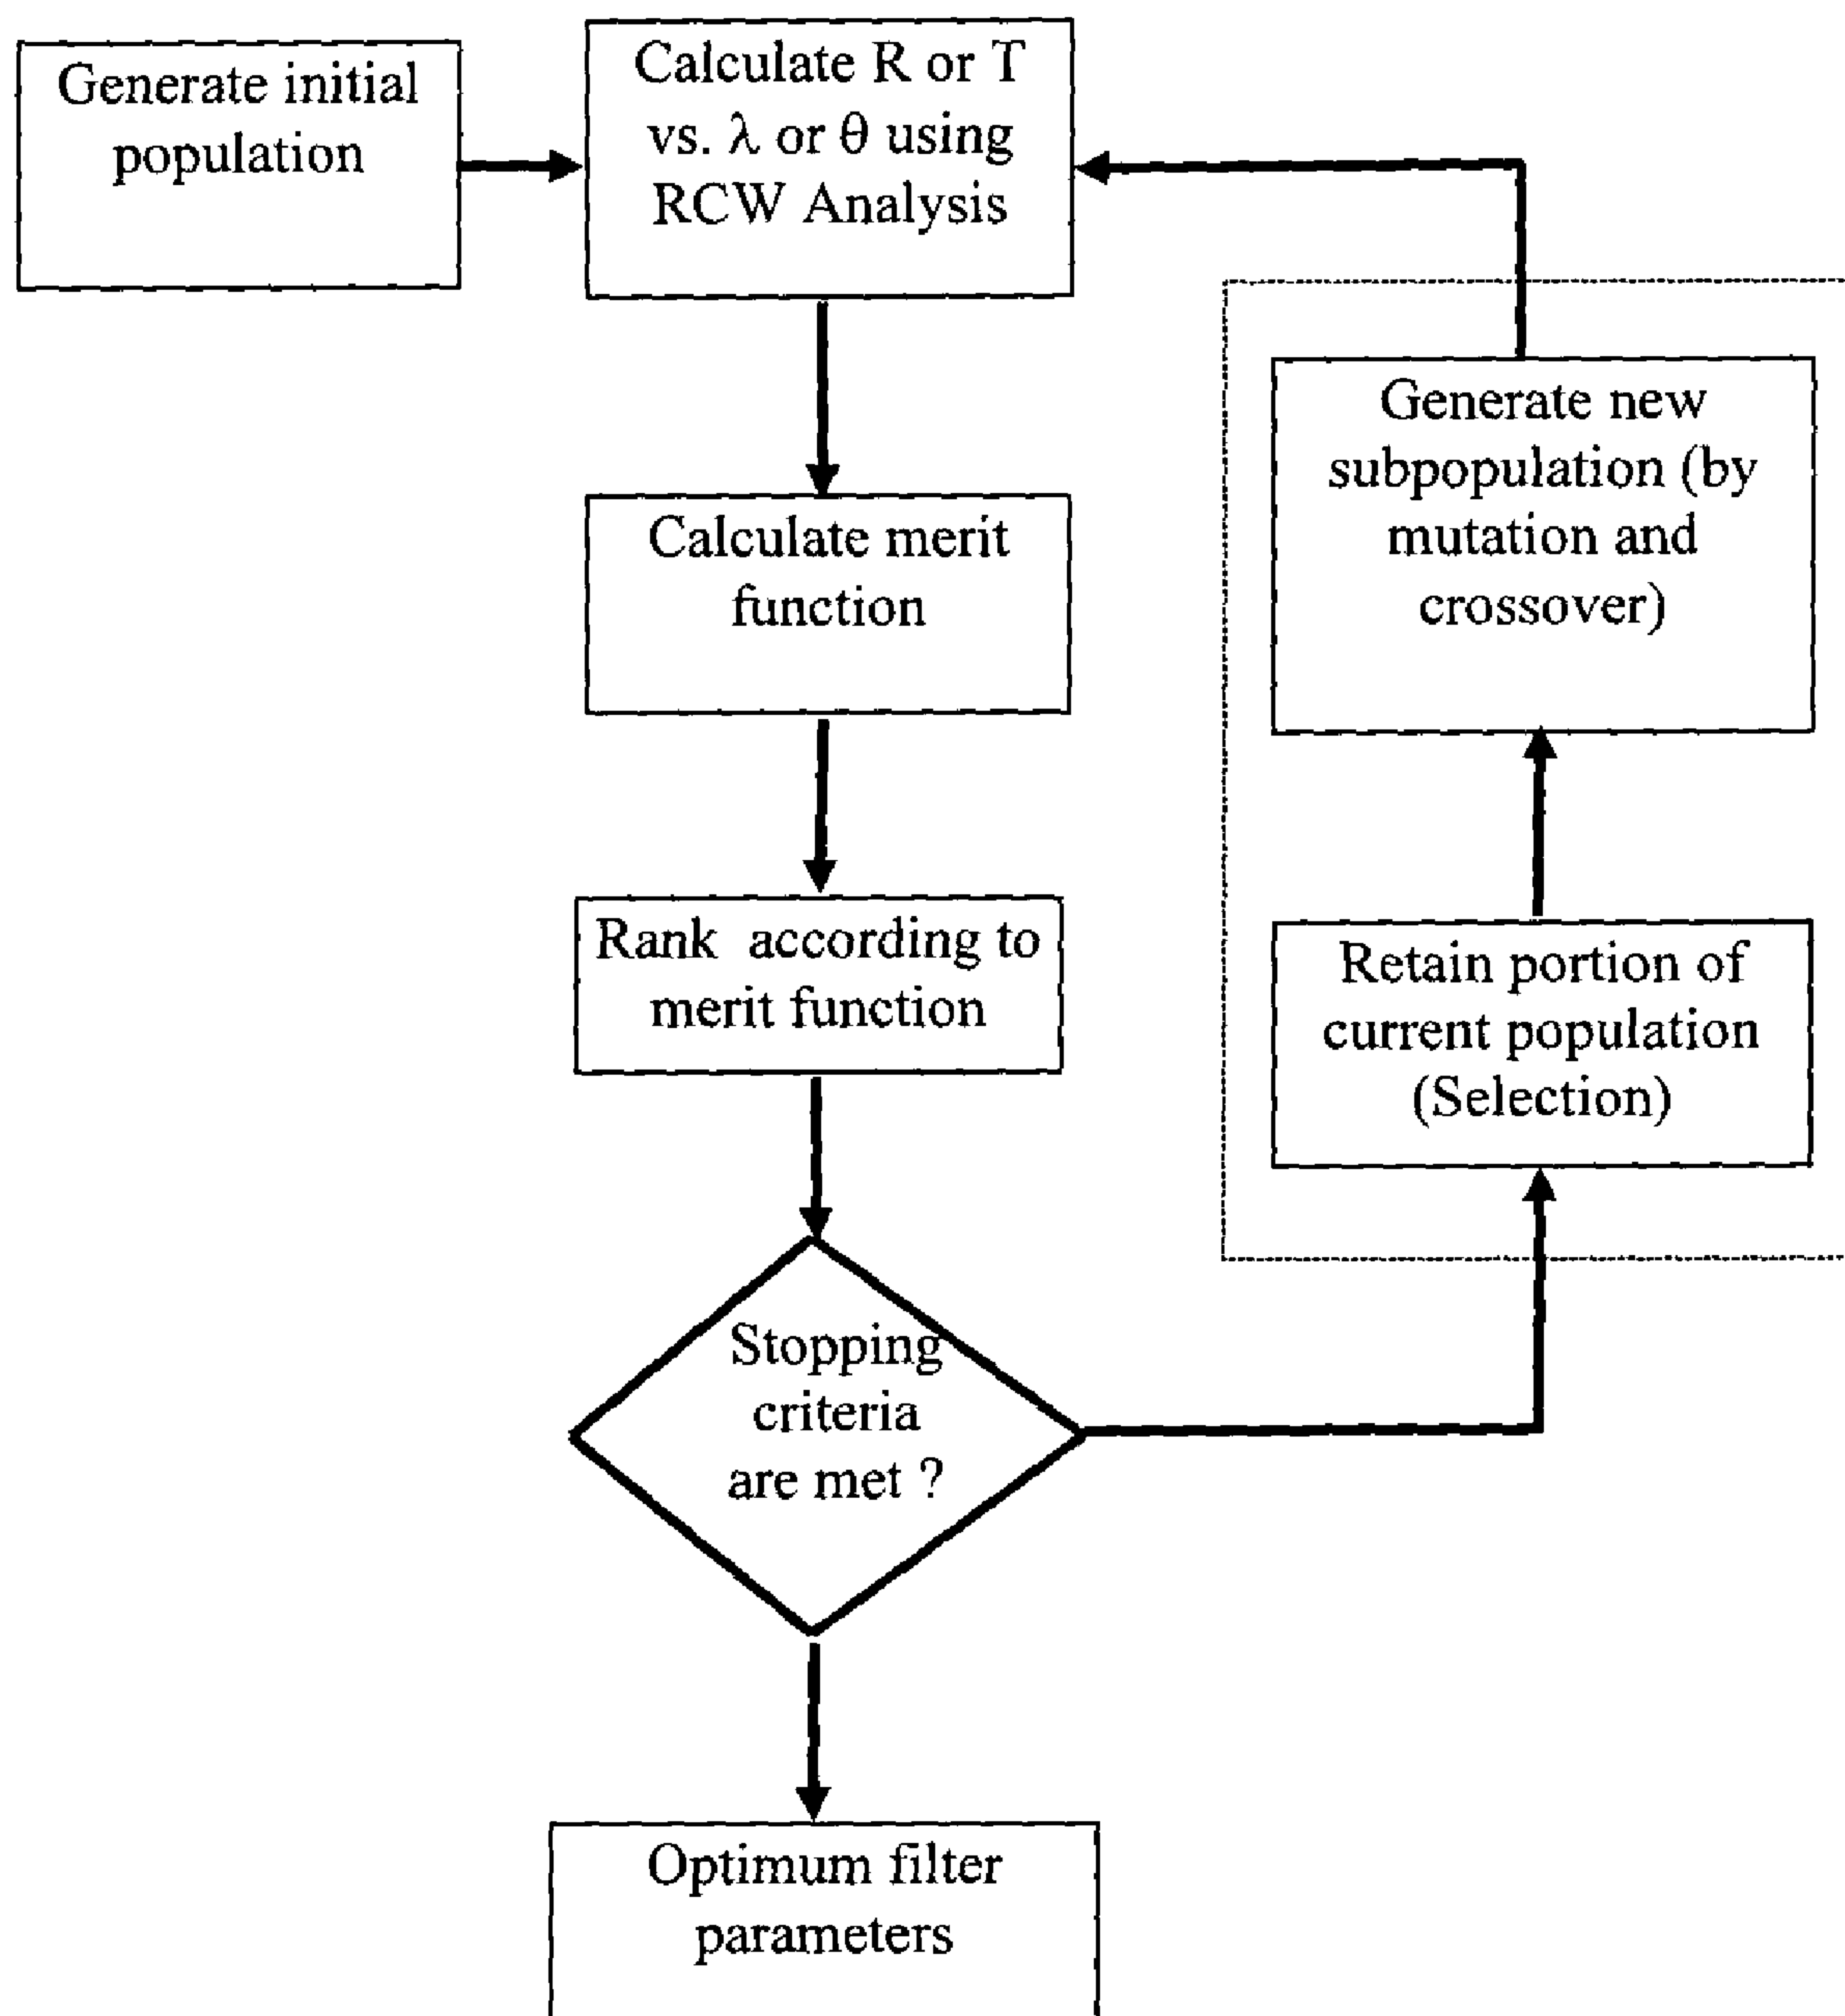 Generate initial
population
Calculate R or T
vs. λ or θ using
RCW Analysis
Calculate merit
function
Rank according to
merit function
Stopping
criteria
are met ?
Generate new
subpopulation (by
mutation and
crossover)
Retain portion of
current population
(Selection)
Optimum filter
parameters